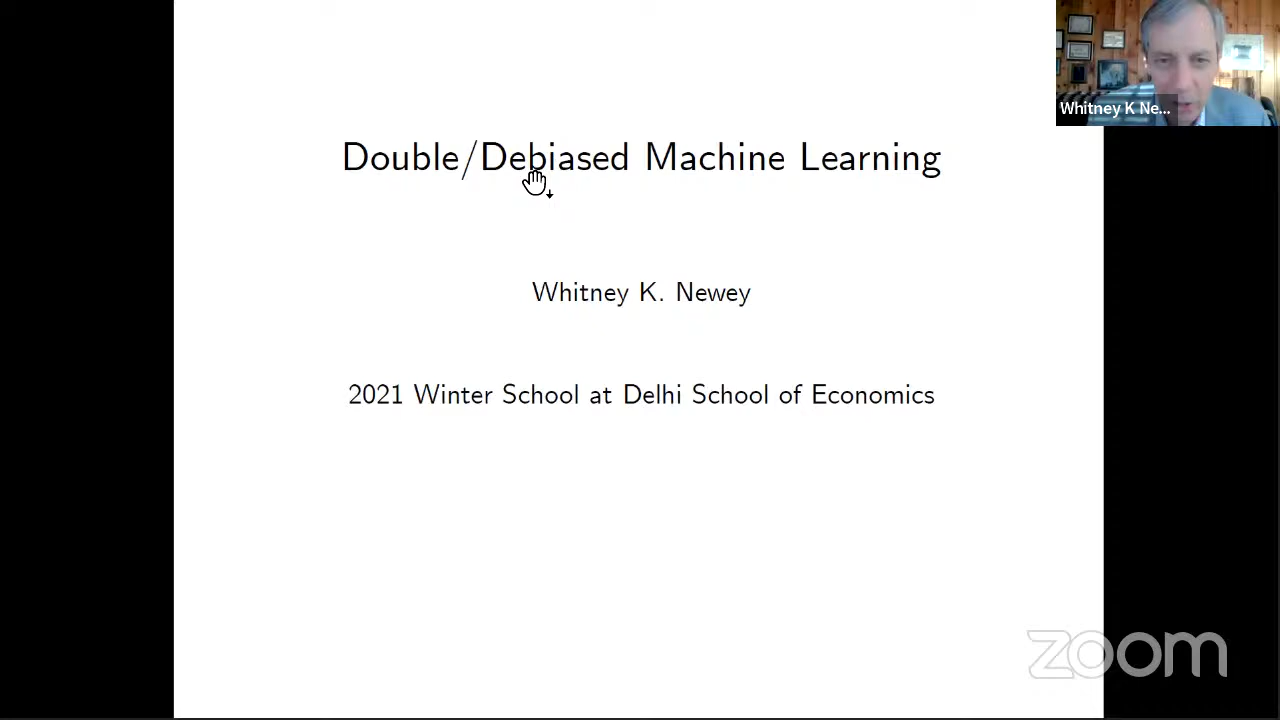 Double/Debiased Machine Learning
Whitney K. Newey
2021 Winter School at Delhi School of Economics
Whitney K Ne...
zoom